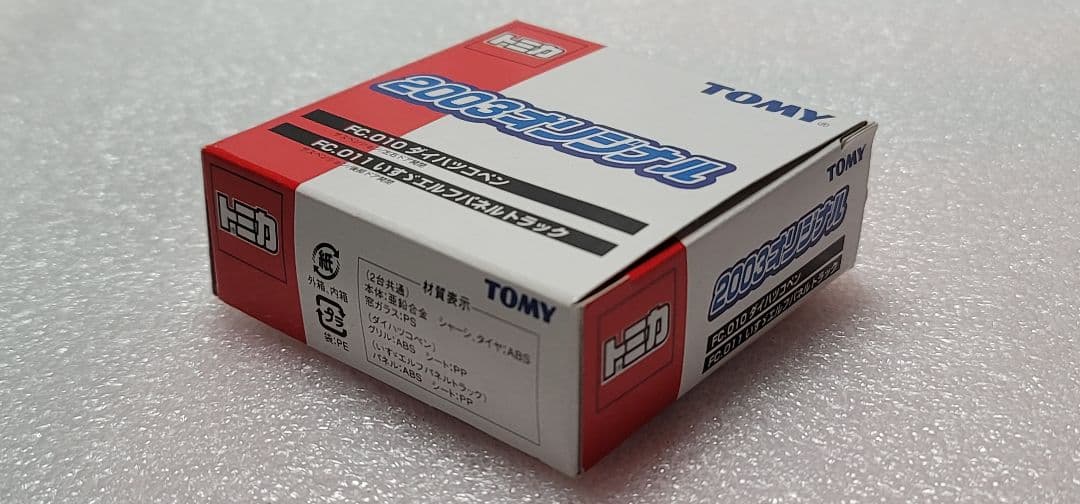 トミカ
TOMY®
2003オリジナル
FC.010 ダイハツコペン
FC.011 いすゞエルフパネルトラック
トミカ
紙
外箱、内箱
プラ
袋:PE
材質表示
TOMY
(2台共通)
本体:亜鉛合金 シャーシ、タイヤ:ABS
窓ガラス:PS
(ダイハツコペン)
グリル:ABS シート:PP
(いすゞエルフパネルトラック)
パネル:ABS シート:PP
TOMY
2003オリジナル
FC.010 ダイハツコペン
FC.011 いすゞエルフパネルトラック
トミカ